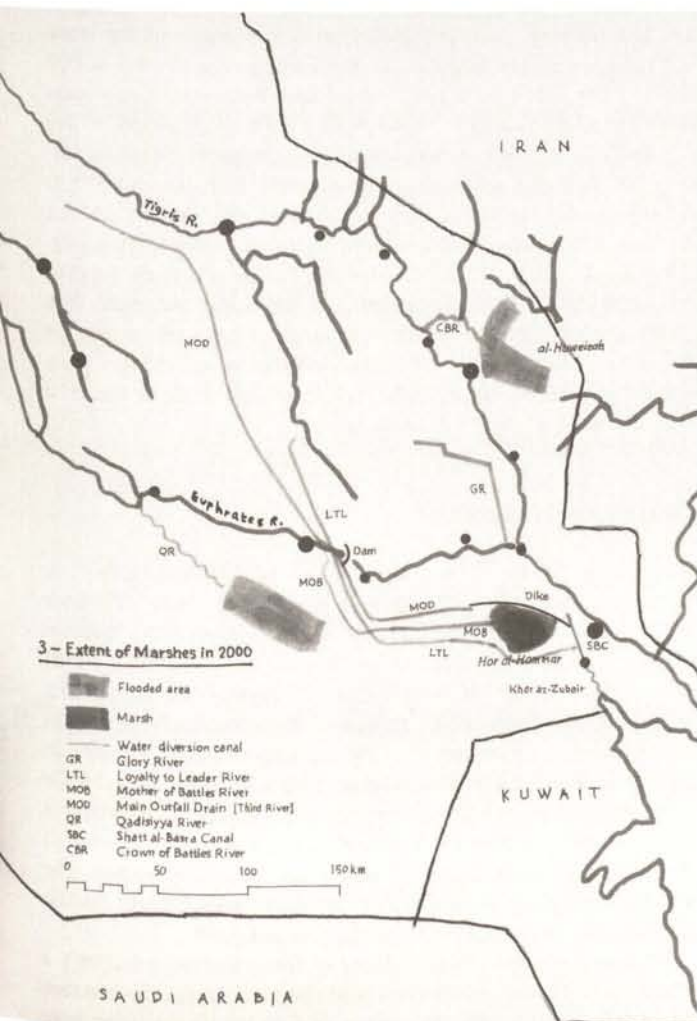 IRAN
Tigris R.
MOD
CBR
al-Haweizah
GR
Euphrates R.
LTL
QR
Dam
MOB
MOD
Dike
MOB
SBC
LTL
Hor al-Hammar
Khor az-Zubair
3 - Extent of Marshes in 2000
Flooded area
Marsh
Water diversion canal
GR Glory River
LTL Loyalty to Leader River
MOB Mother of Battles River
MOD Main Outfall Drain [Third River]
QR Qadisiyya River
SBC Shatt al-Basra Canal
CBR Crown of Battles River
0 50 100 150 km
KUWAIT
SAUDI ARABIA